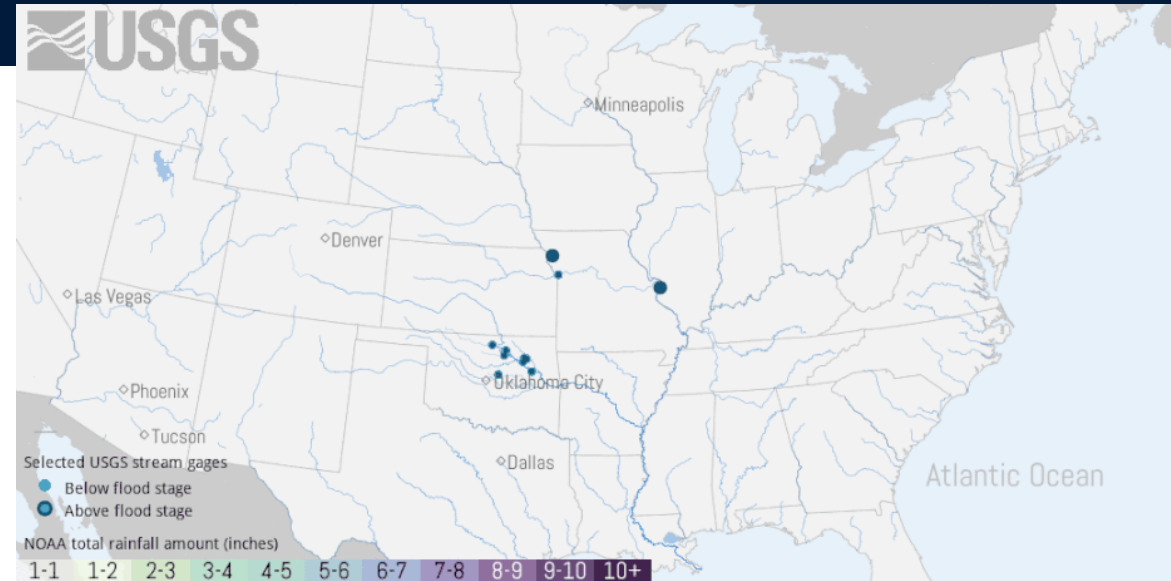 USGS
Minneapolis
Denver
Las Vegas
Oklahoma City
Phoenix
Tucson
Dallas
Atlantic Ocean
Selected USGS stream gages
Below flood stage
Above flood stage
NOAA total rainfall amount (inches)
1-1 1-2 2-3 3-4 4-5 5-6 6-7 7-8 8-9 9-10 10+